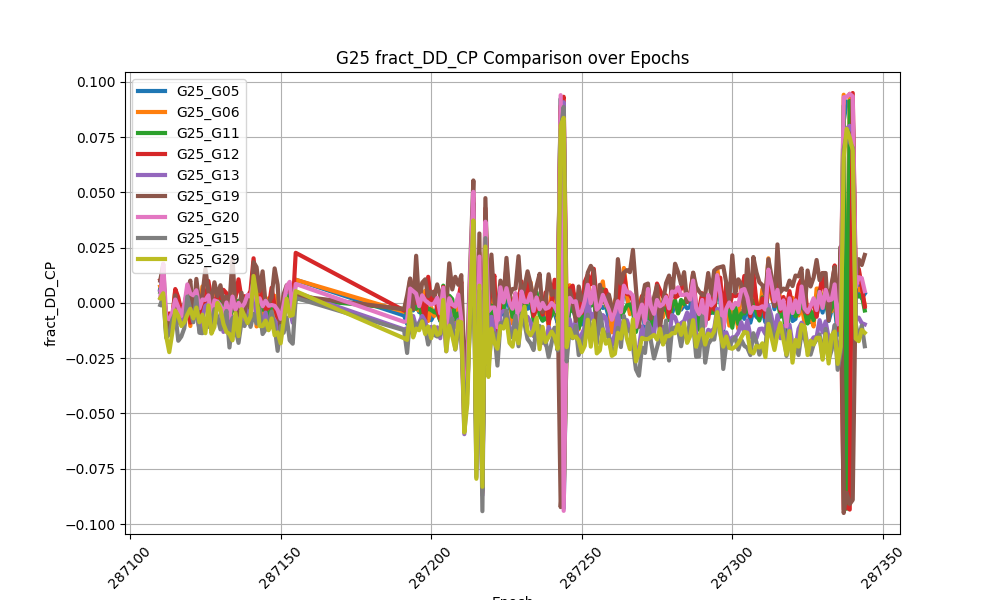 G25 fract_DD_CP Comparison over Epochs
fract_DD_CP
0.100
0.075
0.050
0.025
0.000
−0.025
−0.050
−0.075
−0.100
G25_G05
G25_G06
G25_G11
G25_G12
G25_G13
G25_G19
G25_G20
G25_G15
G25_G29
287100
287150
287200
287250
287300
287350
Epoch